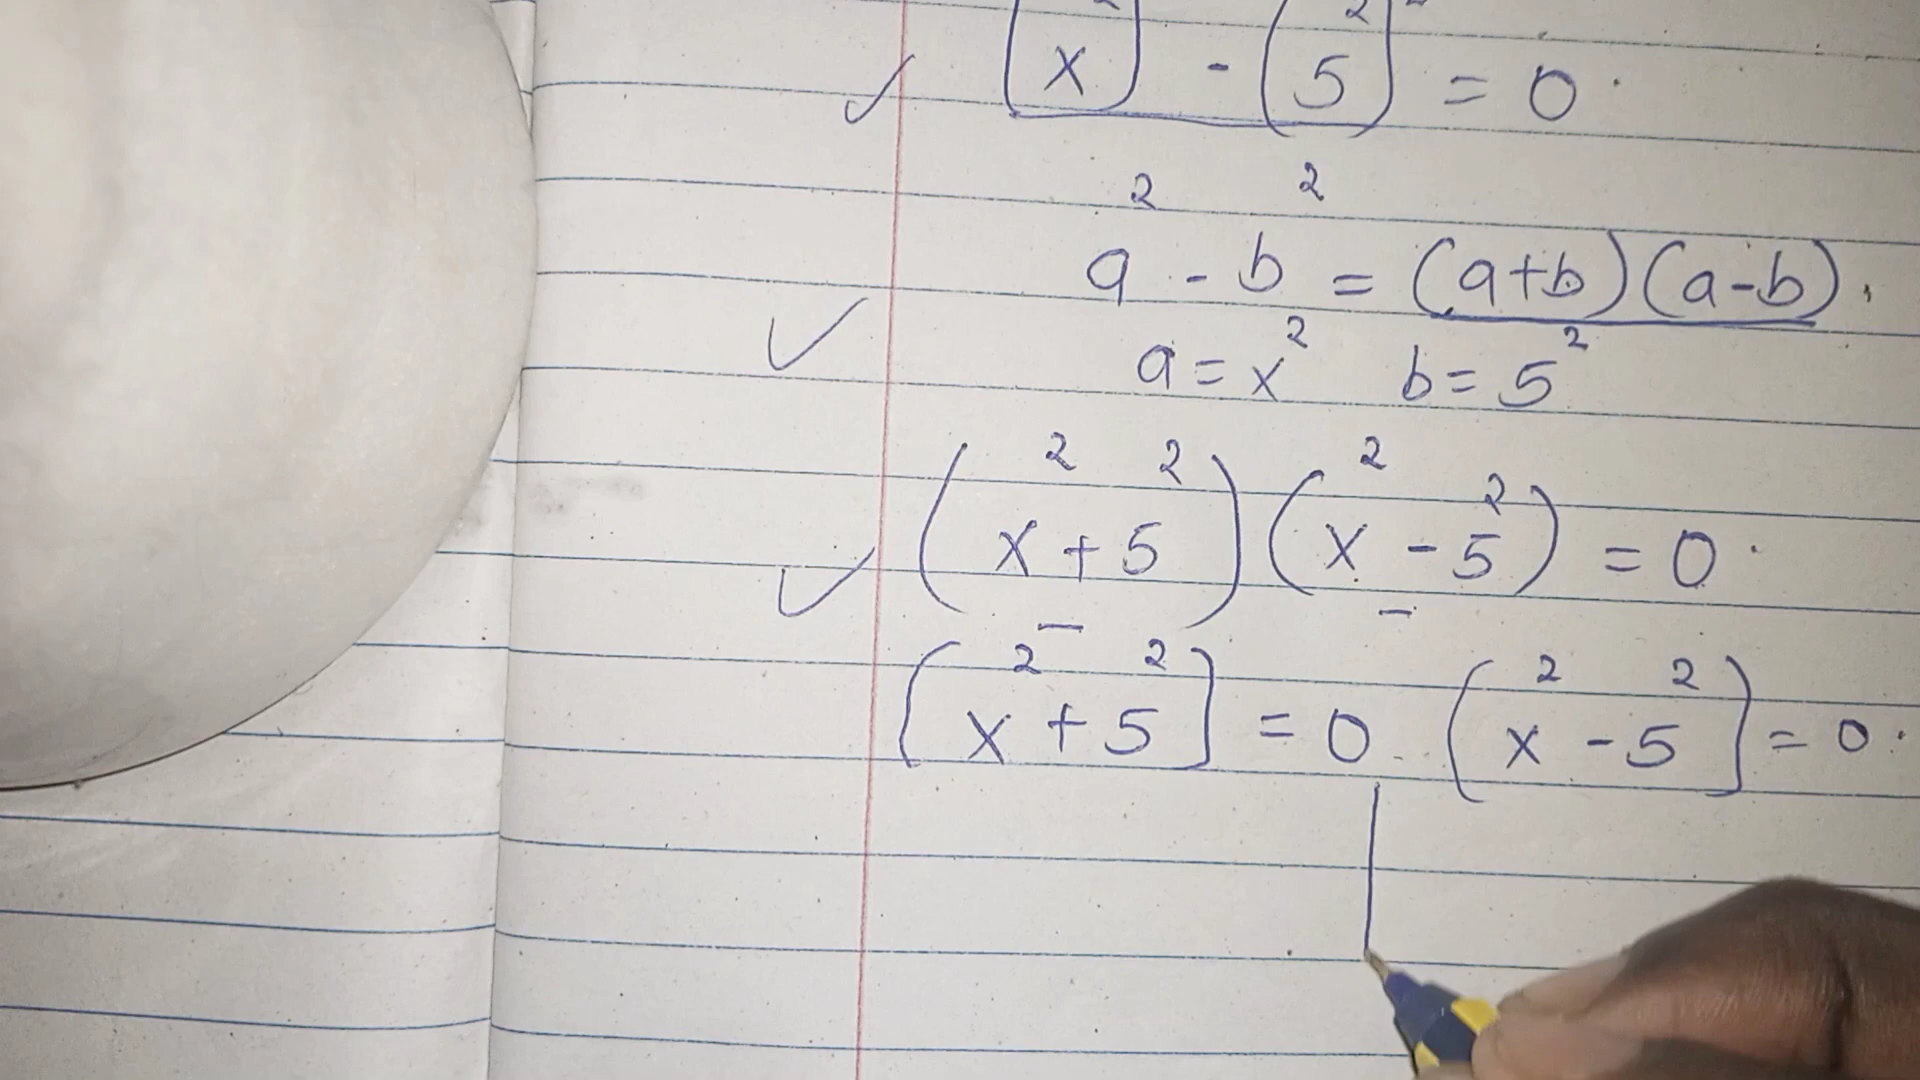 (x²) - (5²)² = 0
a² - b² = (a+b)(a-b).
a = x² b = 5²
(x² + 5²)(x² - 5²) = 0
[x² + 5²] = 0 [x² - 5²] = 0